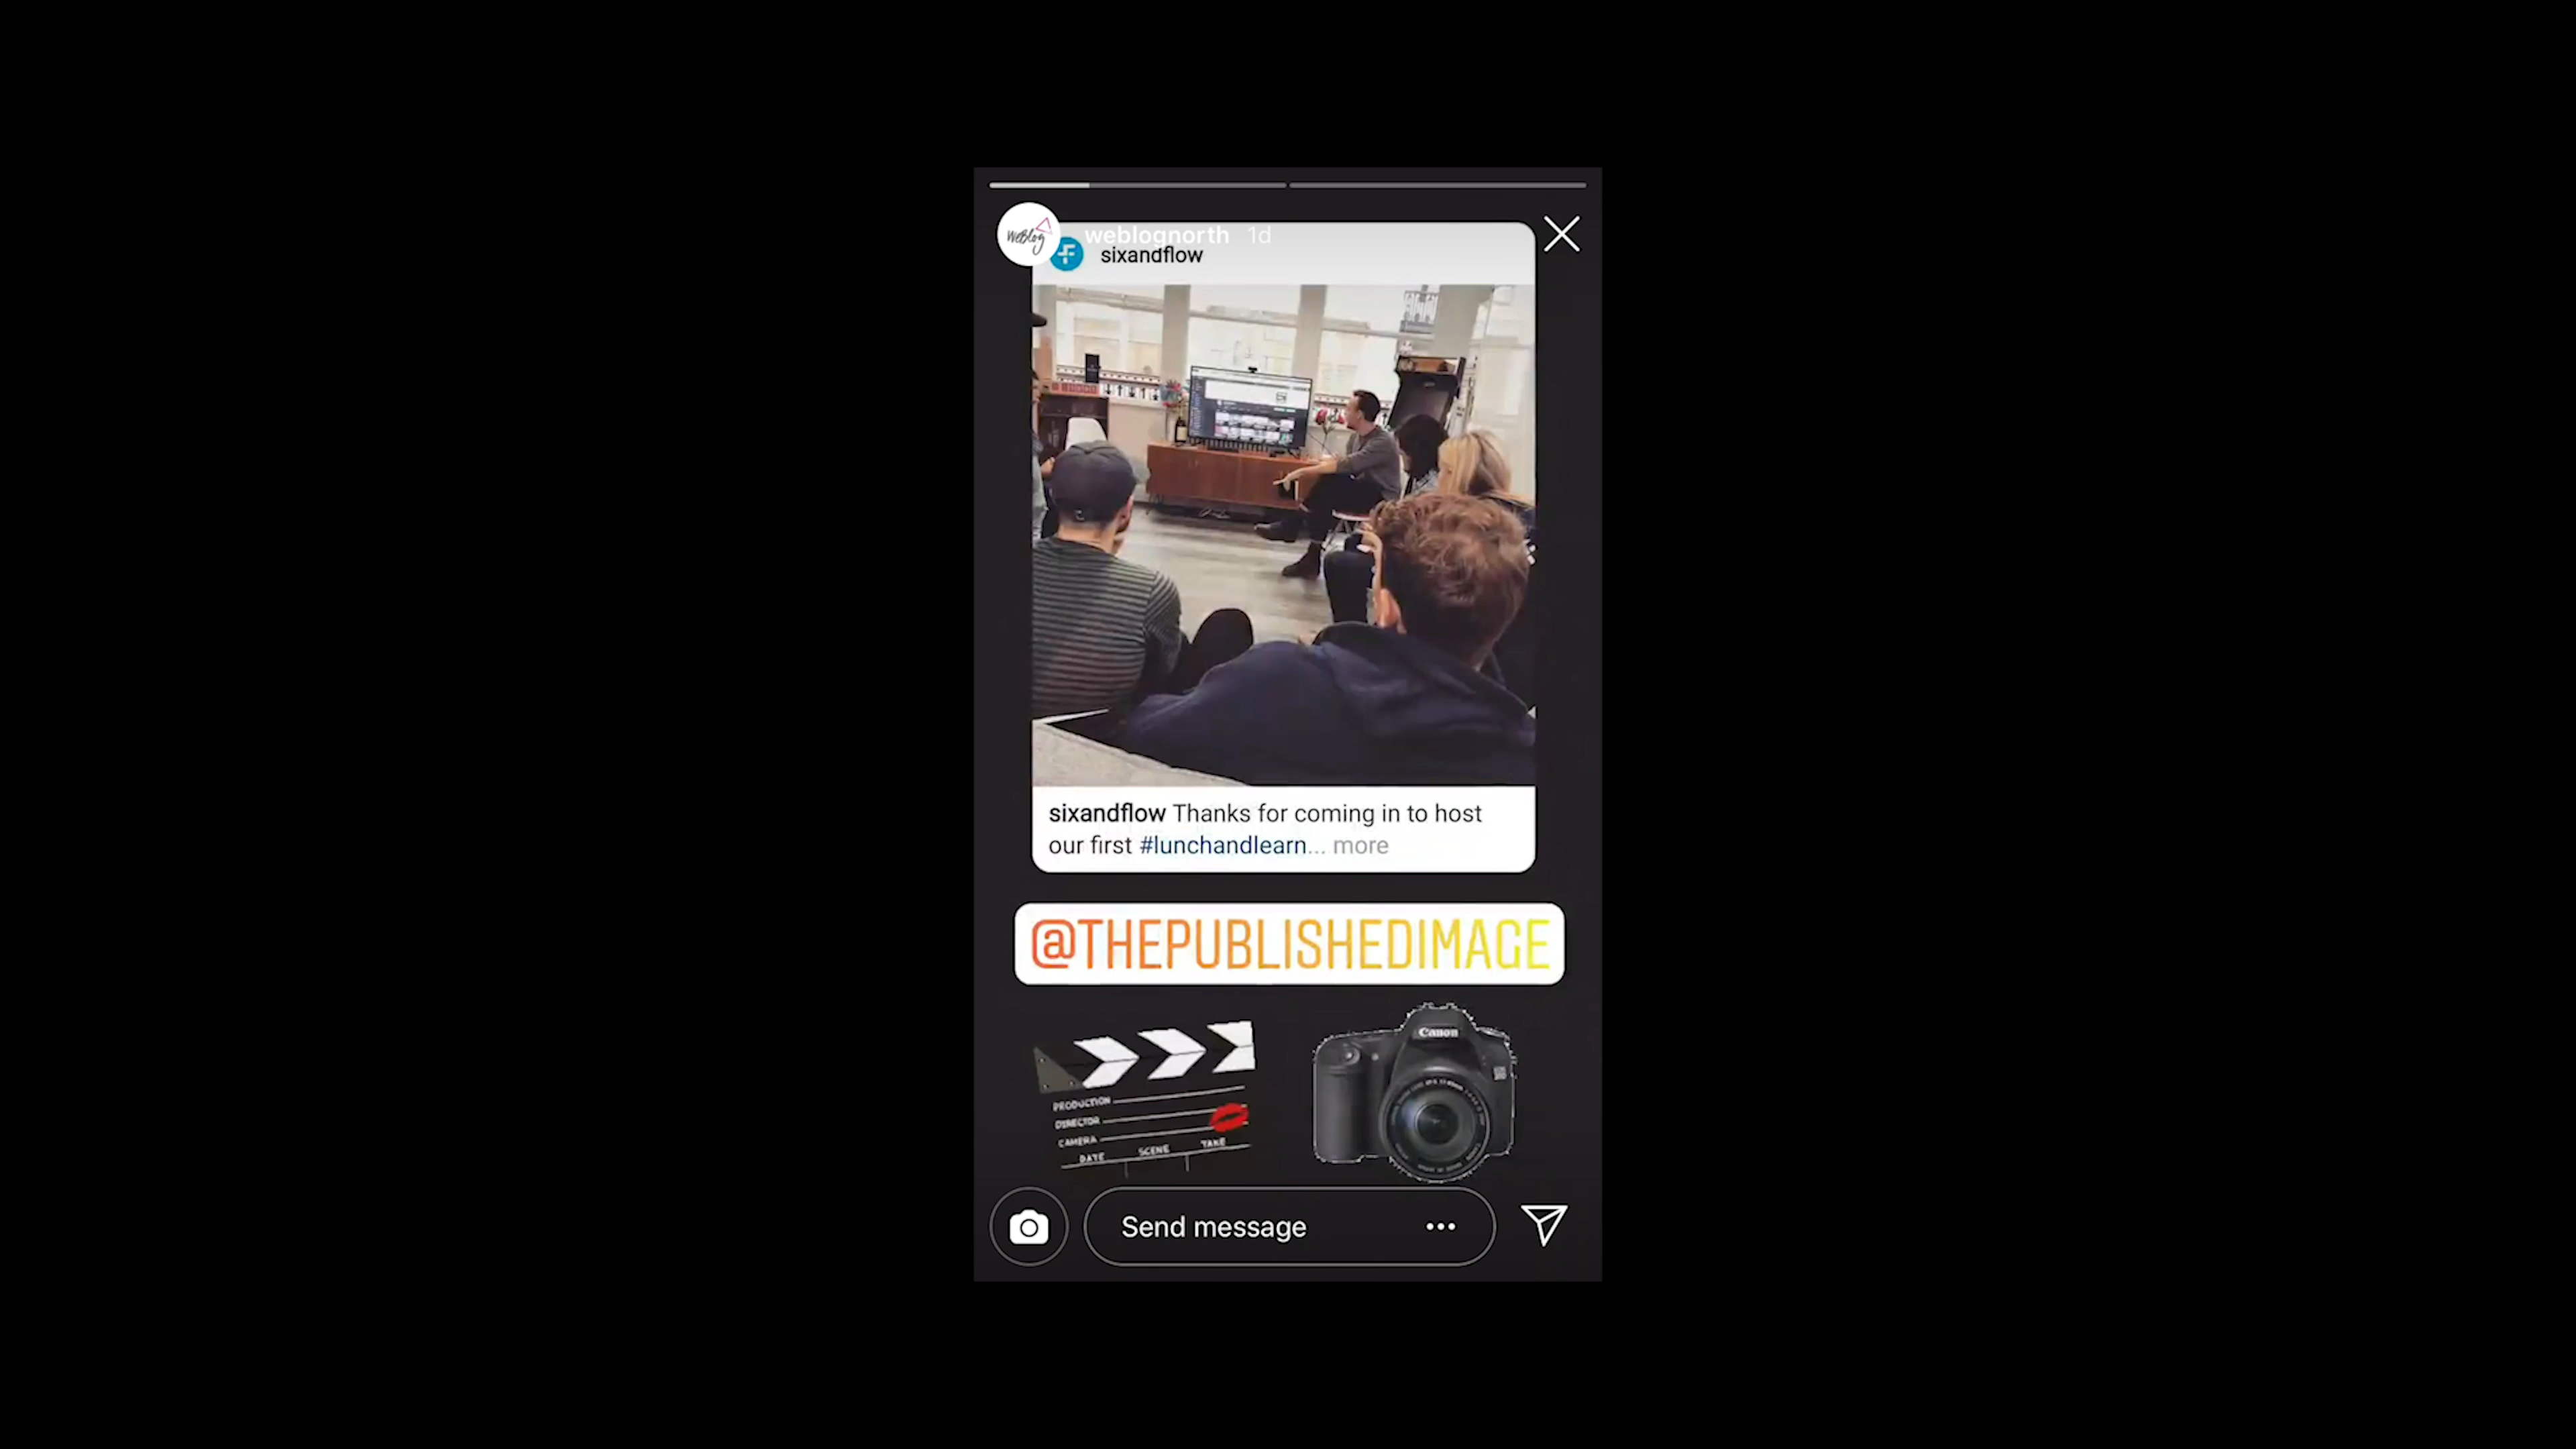 WeBlog
weblognorth 1d
sixandflow
sixandflow Thanks for coming in to host
our first #lunchandlearn... more
@THEPUBLISHEDIMAGE
Canon
PRODUCTION
DIRECTOR
CAMERA
DATE SCENE TAKE
Send message